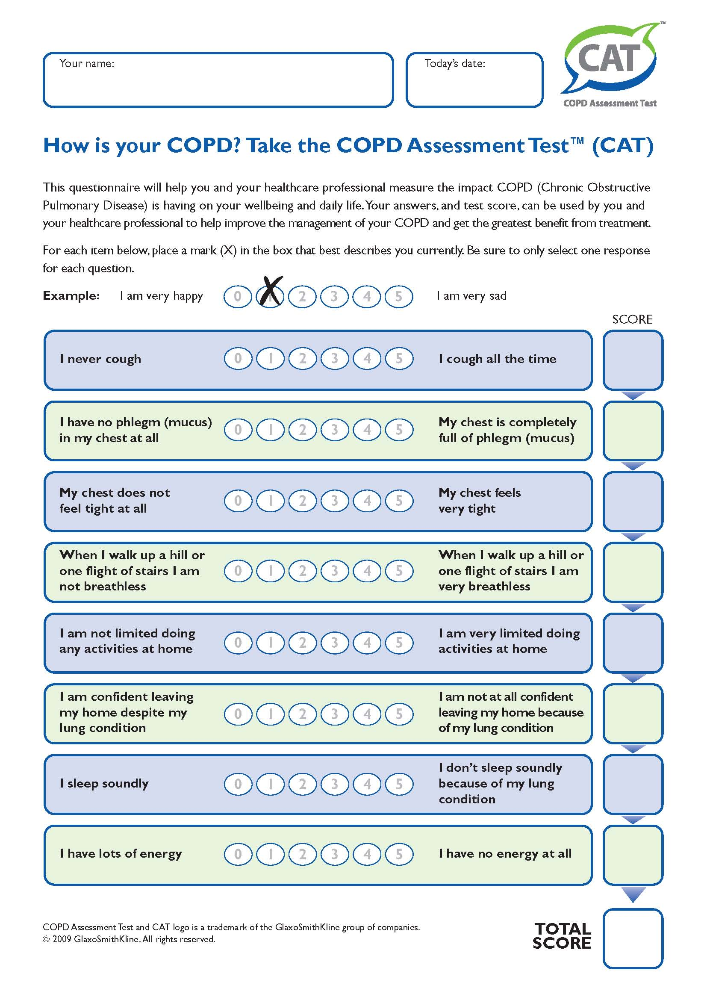 Your name:
Today's date:
CAT™
COPD Assessment Test
How is your COPD? Take the COPD Assessment Test™ (CAT)
This questionnaire will help you and your healthcare professional measure the impact COPD (Chronic Obstructive
Pulmonary Disease) is having on your wellbeing and daily life. Your answers, and test score, can be used by you and
your healthcare professional to help improve the management of your COPD and get the greatest benefit from treatment.
For each item below, place a mark (X) in the box that best describes you currently. Be sure to only select one response
for each question.
Example: I am very happy 0 1 2 3 4 5 I am very sad
SCORE
I never cough 0 1 2 3 4 5 I cough all the time
I have no phlegm (mucus)
in my chest at all
0 1 2 3 4 5
My chest is completely
full of phlegm (mucus)
My chest does not
feel tight at all
0 1 2 3 4 5
My chest feels
very tight
When I walk up a hill or
one flight of stairs I am
not breathless
0 1 2 3 4 5
When I walk up a hill or
one flight of stairs I am
very breathless
I am not limited doing
any activities at home
0 1 2 3 4 5
I am very limited doing
activities at home
I am confident leaving
my home despite my
lung condition
0 1 2 3 4 5
I am not at all confident
leaving my home because
of my lung condition
I sleep soundly
0 1 2 3 4 5
I don't sleep soundly
because of my lung
condition
I have lots of energy 0 1 2 3 4 5 I have no energy at all
COPD Assessment Test and CAT logo is a trademark of the GlaxoSmithKline group of companies.
© 2009 GlaxoSmithKline. All rights reserved.
TOTAL
SCORE